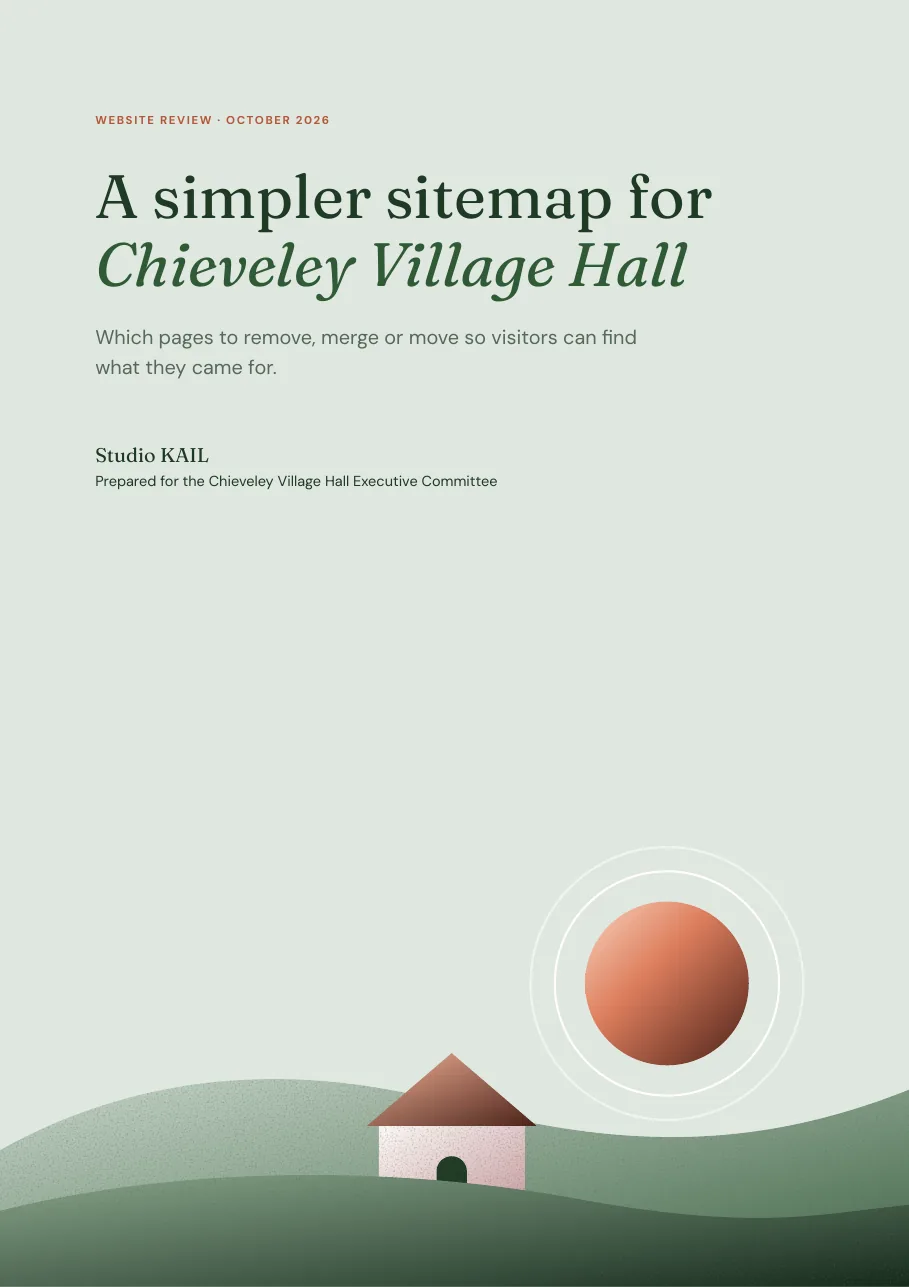 WEBSITE REVIEW · OCTOBER 2026
A simpler sitemap for
Chieveley Village Hall
Which pages to remove, merge or move so visitors can find
what they came for.
Studio KAIL
Prepared for the Chieveley Village Hall Executive Committee